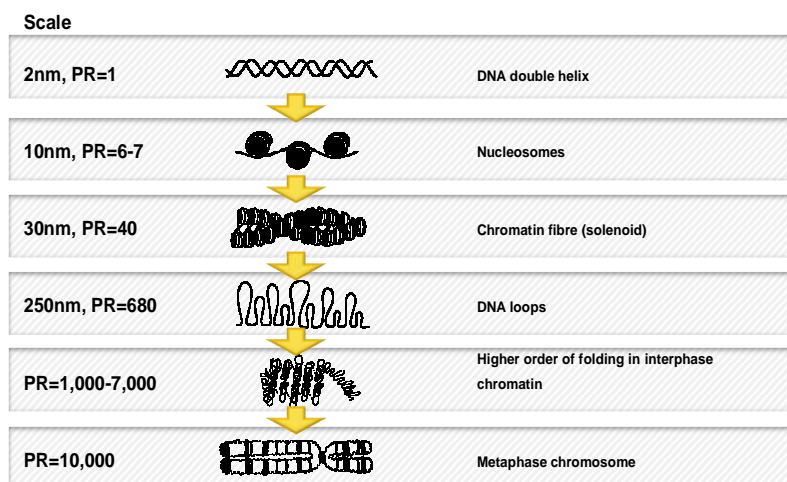 Scale
2nm, PR=1
DNA double helix
10nm, PR=6-7
Nucleosomes
30nm, PR=40
Chromatin fibre (solenoid)
250nm, PR=680
DNA loops
PR=1,000-7,000
Higher order of folding in interphase
chromatin
PR=10,000
Metaphase chromosome